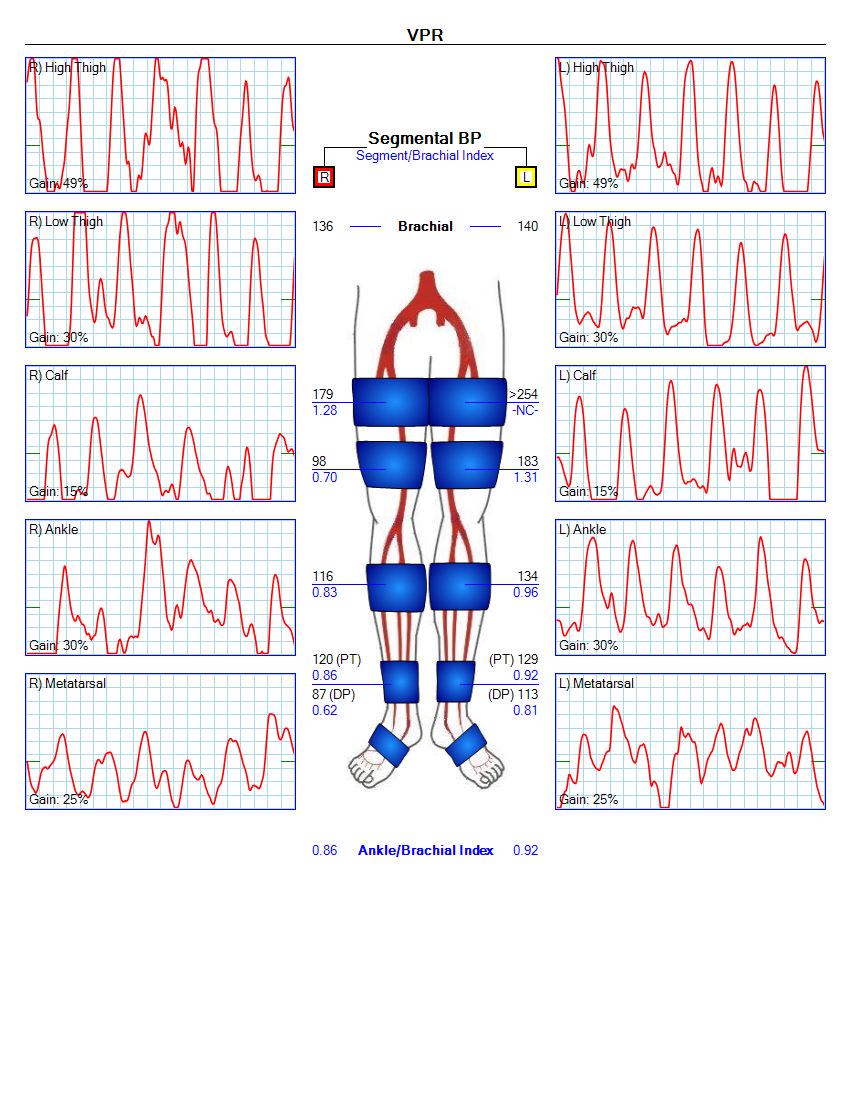 VPR
R) High Thigh
Gain: 49%
R) Low Thigh
Gain: 30%
R) Calf
Gain: 15%
R) Ankle
Gain: 30%
R) Metatarsal
Gain: 25%
Segmental BP
Segment/Brachial Index
R
L
136 Brachial 140
179 >254
1.28 -NC-
98 183
0.70 1.31
116 134
0.83 0.96
120 (PT) (PT) 129
0.86 0.92
87 (DP) (DP) 113
0.62 0.81
0.86 Ankle/Brachial Index 0.92
L) High Thigh
Gain: 49%
L) Low Thigh
Gain: 30%
L) Calf
Gain: 15%
L) Ankle
Gain: 30%
L) Metatarsal
Gain: 25%